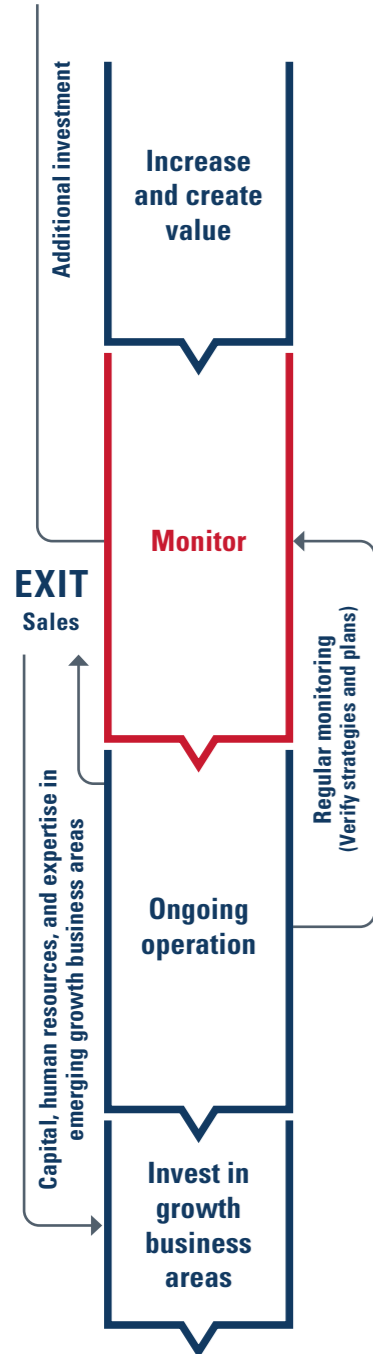 Additional investment
Increase
and create
value
Monitor
EXIT
Sales
Regular monitoring
(Verify strategies and plans)
Capital, human resources, and expertise in
emerging growth business areas
Ongoing
operation
Invest in
growth
business
areas